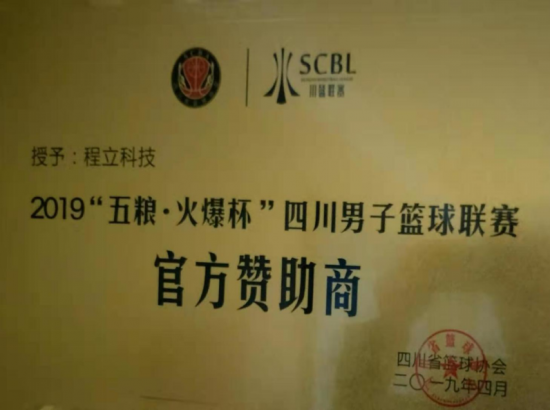 SCBL
川篮联赛
授予：程立科技
2019“五粮·火爆杯”四川男子篮球联赛
官方赞助商
四川省篮球协会
二〇一九年四月